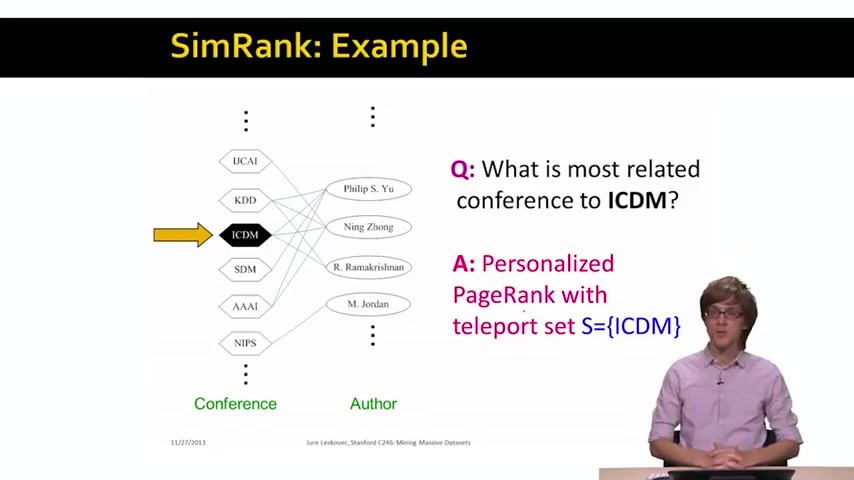 SimRank: Example
IJCAI
KDD
ICDM
SDM
AAAI
NIPS
Conference
Philip S. Yu
Ning Zhong
R. Ramakrishnan
M. Jordan
Author
Q: What is most related
conference to ICDM?
A: Personalized
PageRank with
teleport set S={ICDM}
11/27/2013
Jure Leskovec, Stanford C246: Mining Massive Datasets